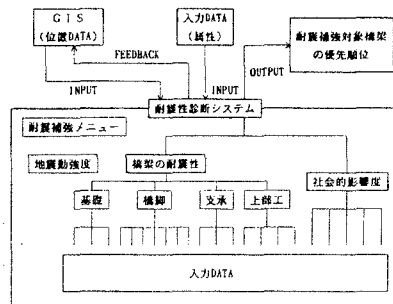 GIS
(位置DATA)
入力DATA
(属性)
耐震補強対象橋梁
の優先順位
FEEDBACK
INPUT
INPUT
OUTPUT
耐震性診断システム
耐震補強メニュー
地震動強度
橋梁の耐震性
社会的影響度
基礎
橋脚
支承
上部工
入力DATA